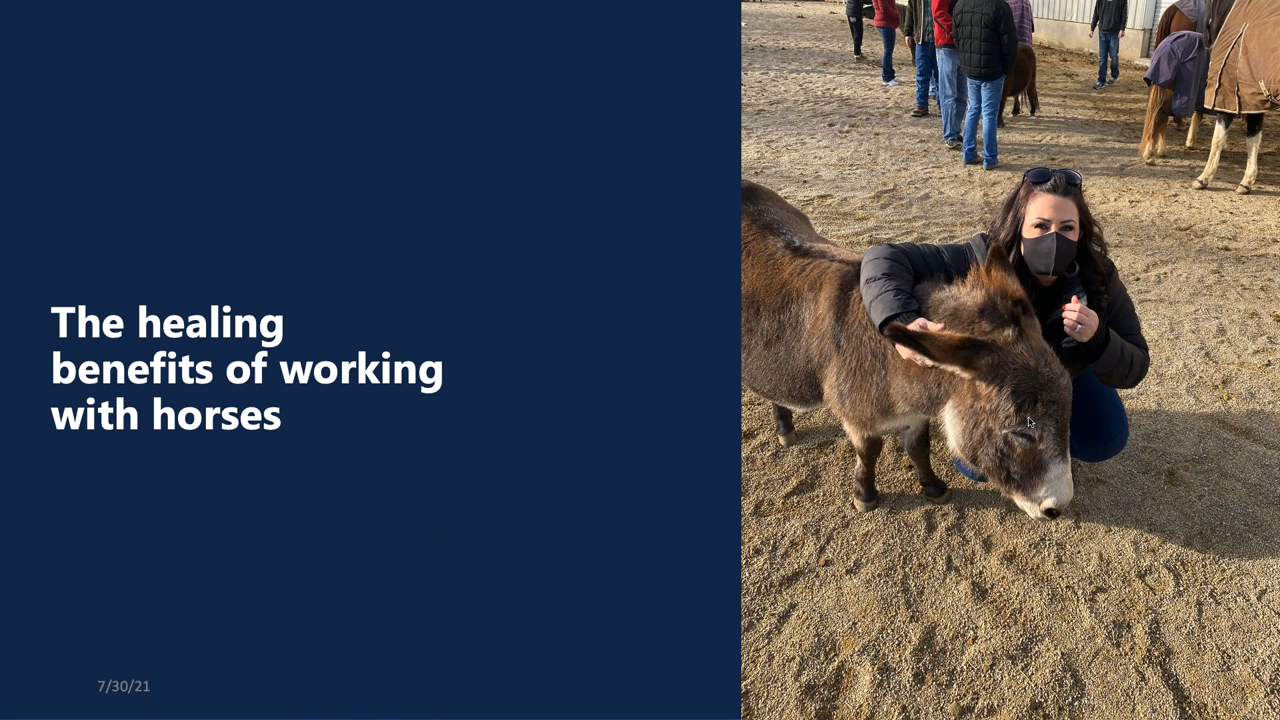 The healing
benefits of working
with horses
7/30/21